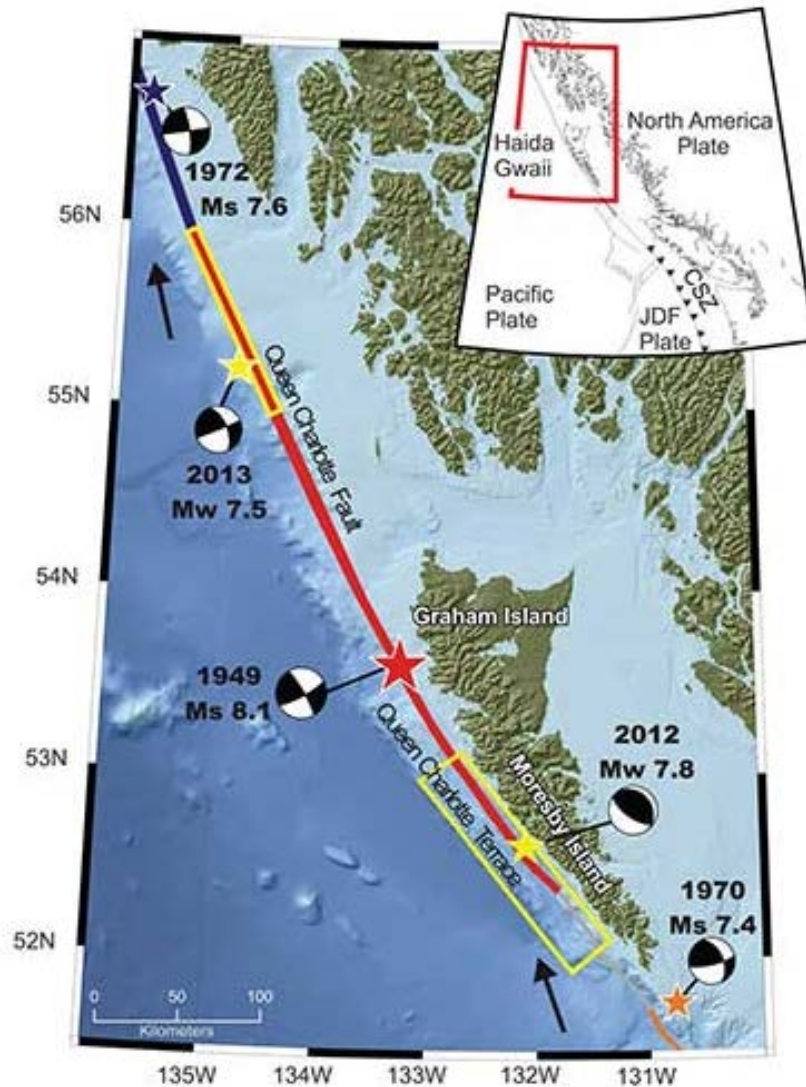 North America
Plate
Haida
Gwaii
Pacific
Plate
CSZ
JDF
Plate
1972
Ms 7.6
56N
55N
54N
53N
52N
Queen Charlotte Fault
2013
Mw 7.5
Graham Island
1949
Ms 8.1
Queen Charlotte Terrace
2012
Mw 7.8
Moresby Island
1970
Ms 7.4
0 50 100
Kilometers
135W 134W 133W 132W 131W